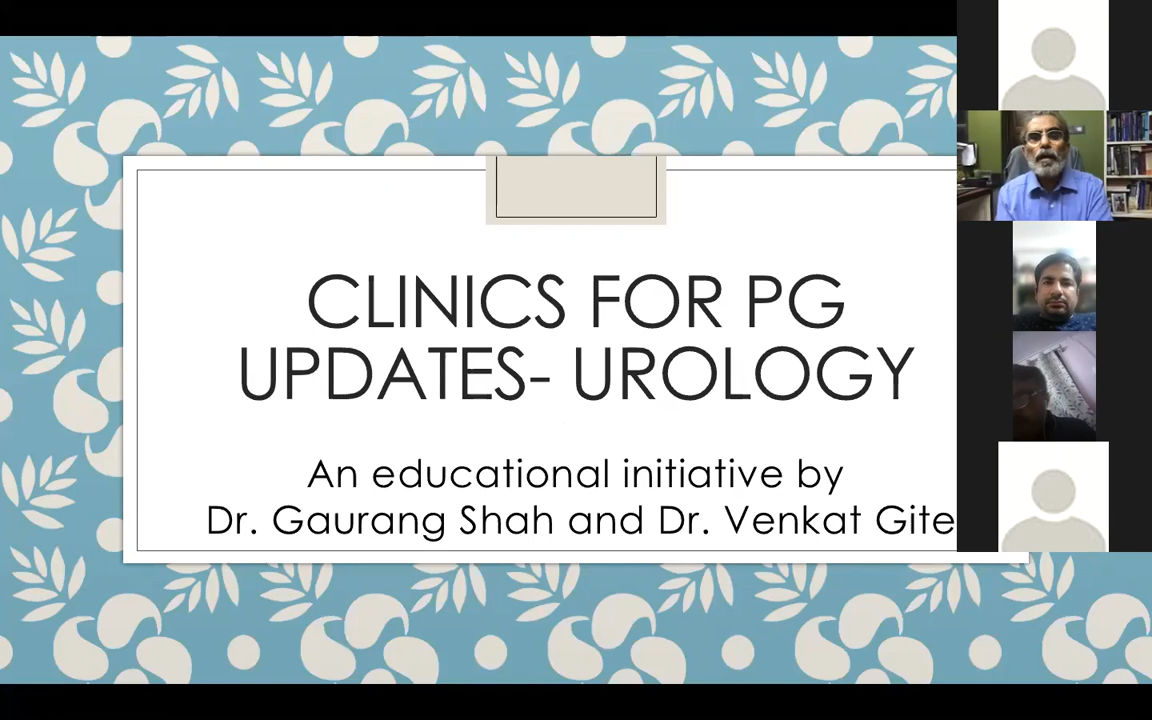 CLINICS FOR PG
UPDATES- UROLOGY
An educational initiative by
Dr. Gaurang Shah and Dr. Venkat Gite